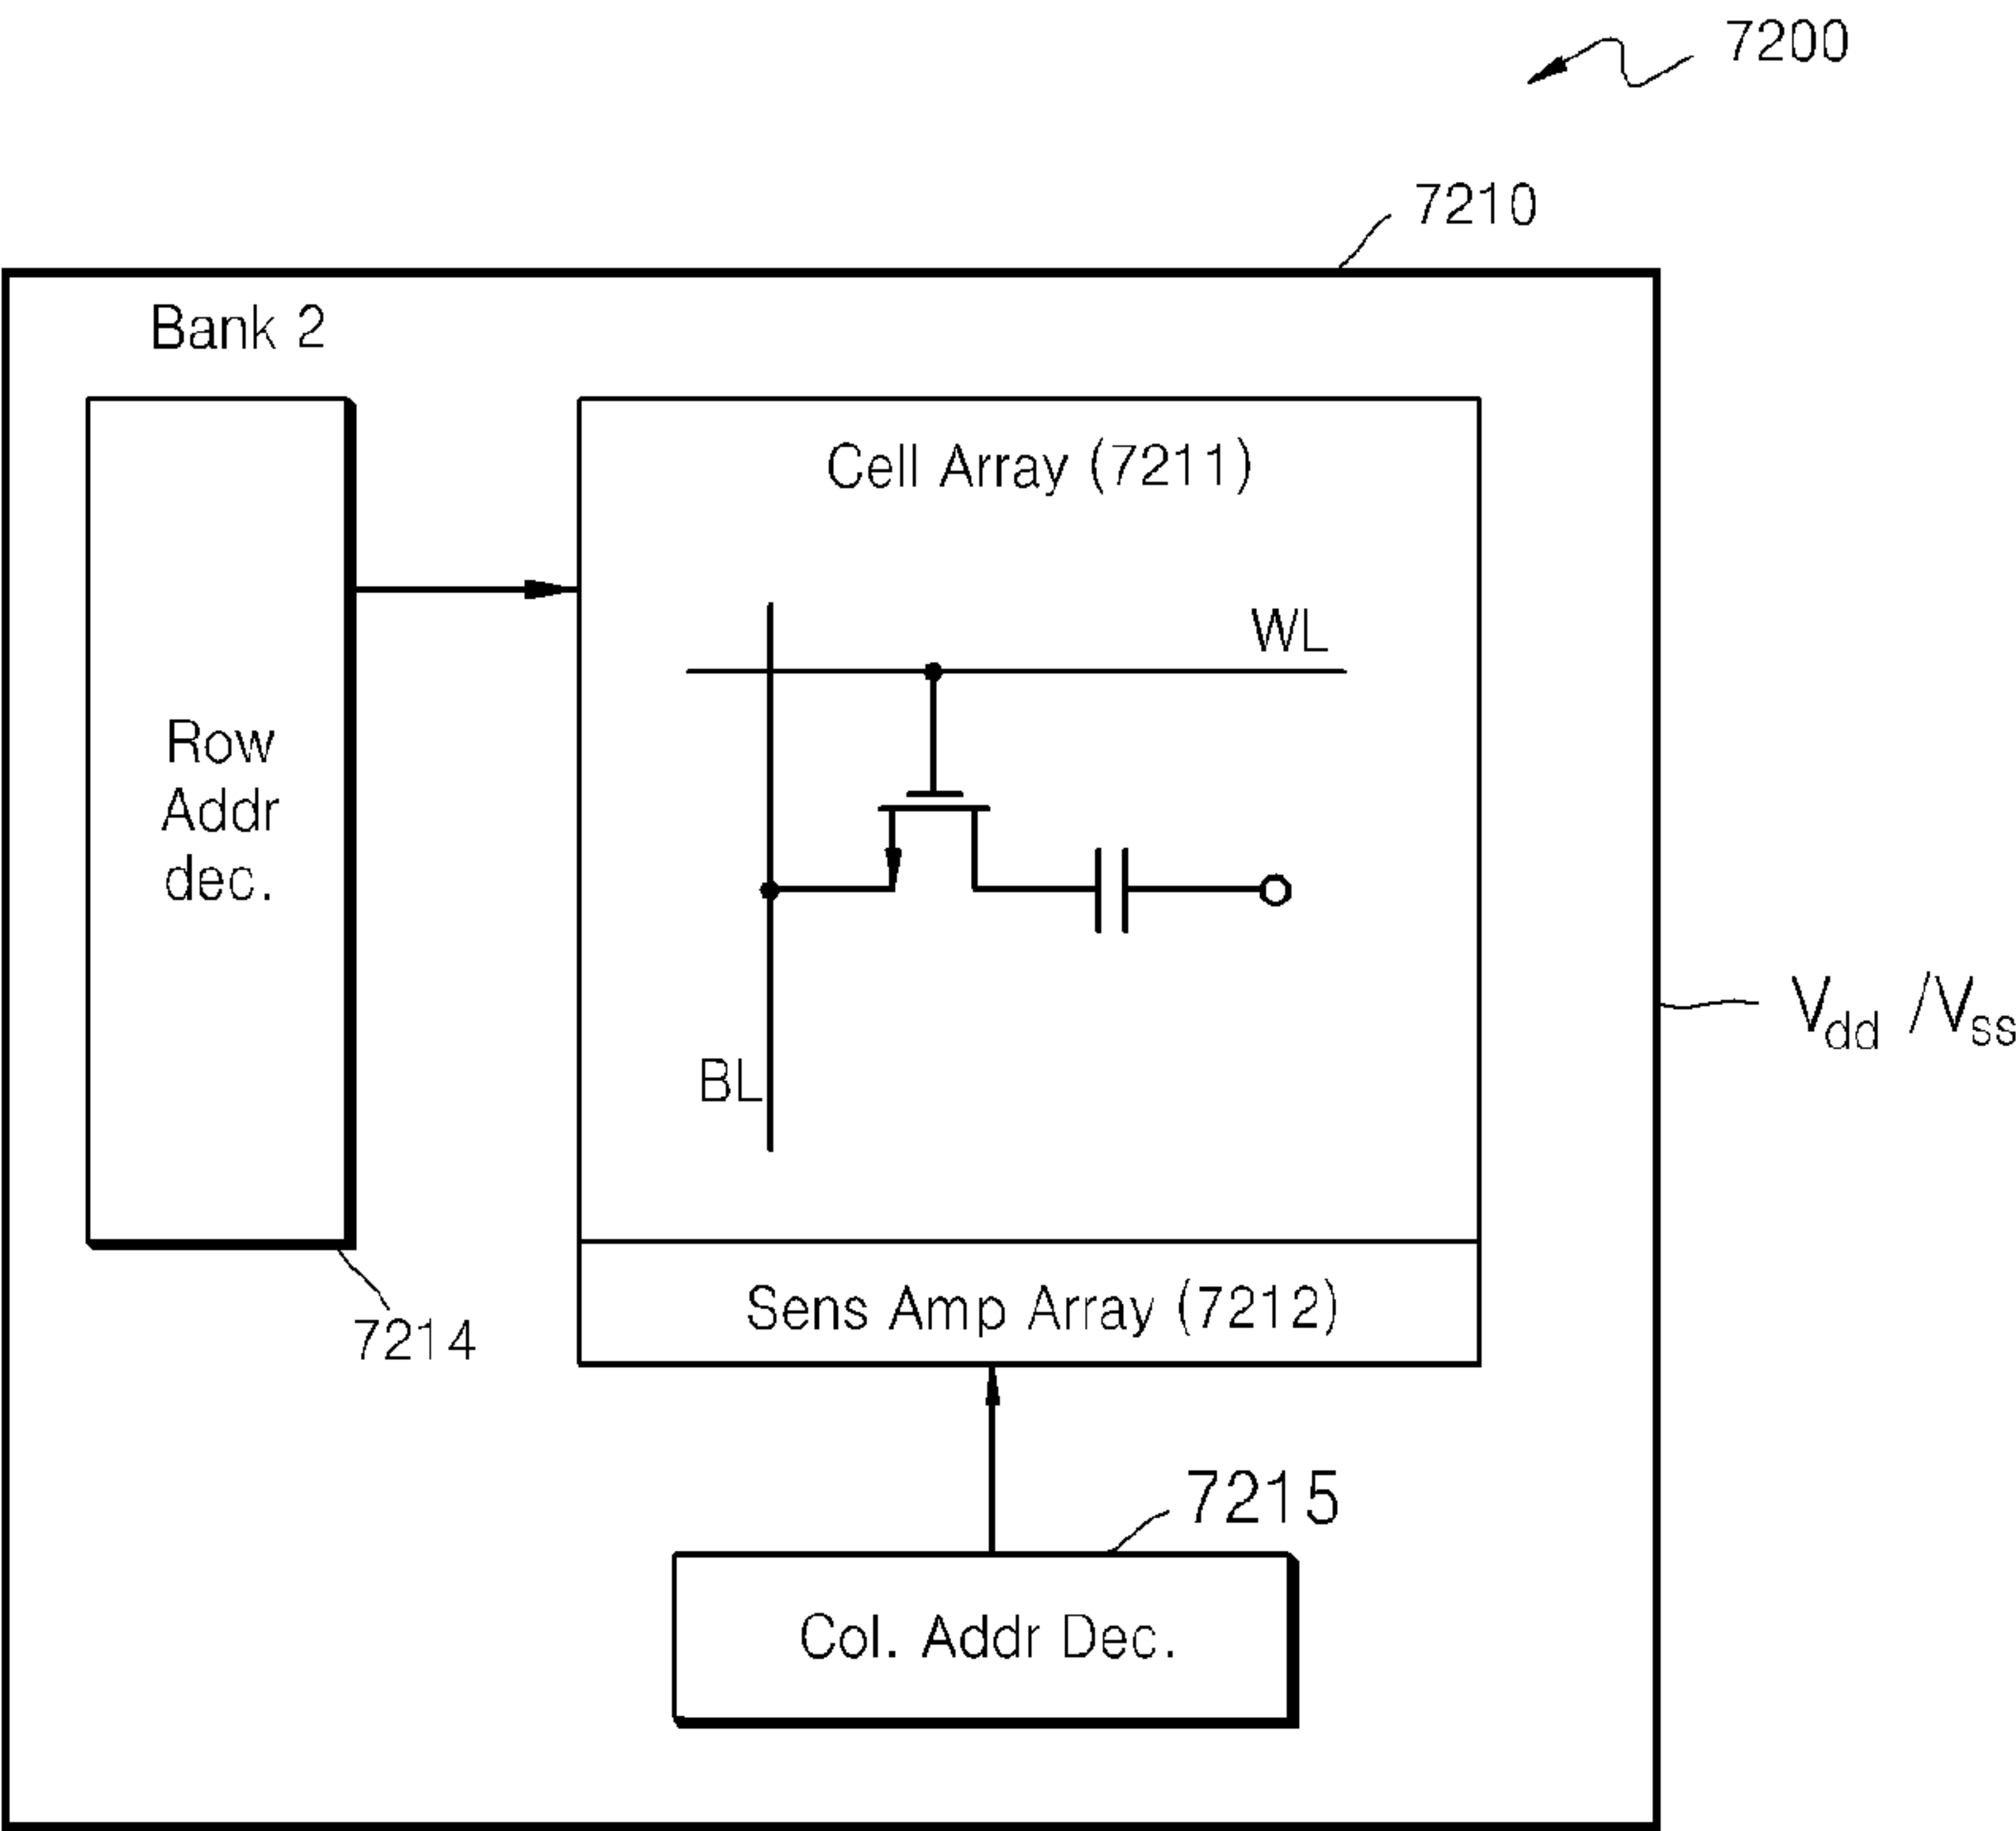 7200
7210
Bank 2
Cell Array (7211)
WL
Row
Addr
dec.
Vdd /Vss
BL
Sens Amp Array (7212)
7214
7215
Col. Addr Dec.